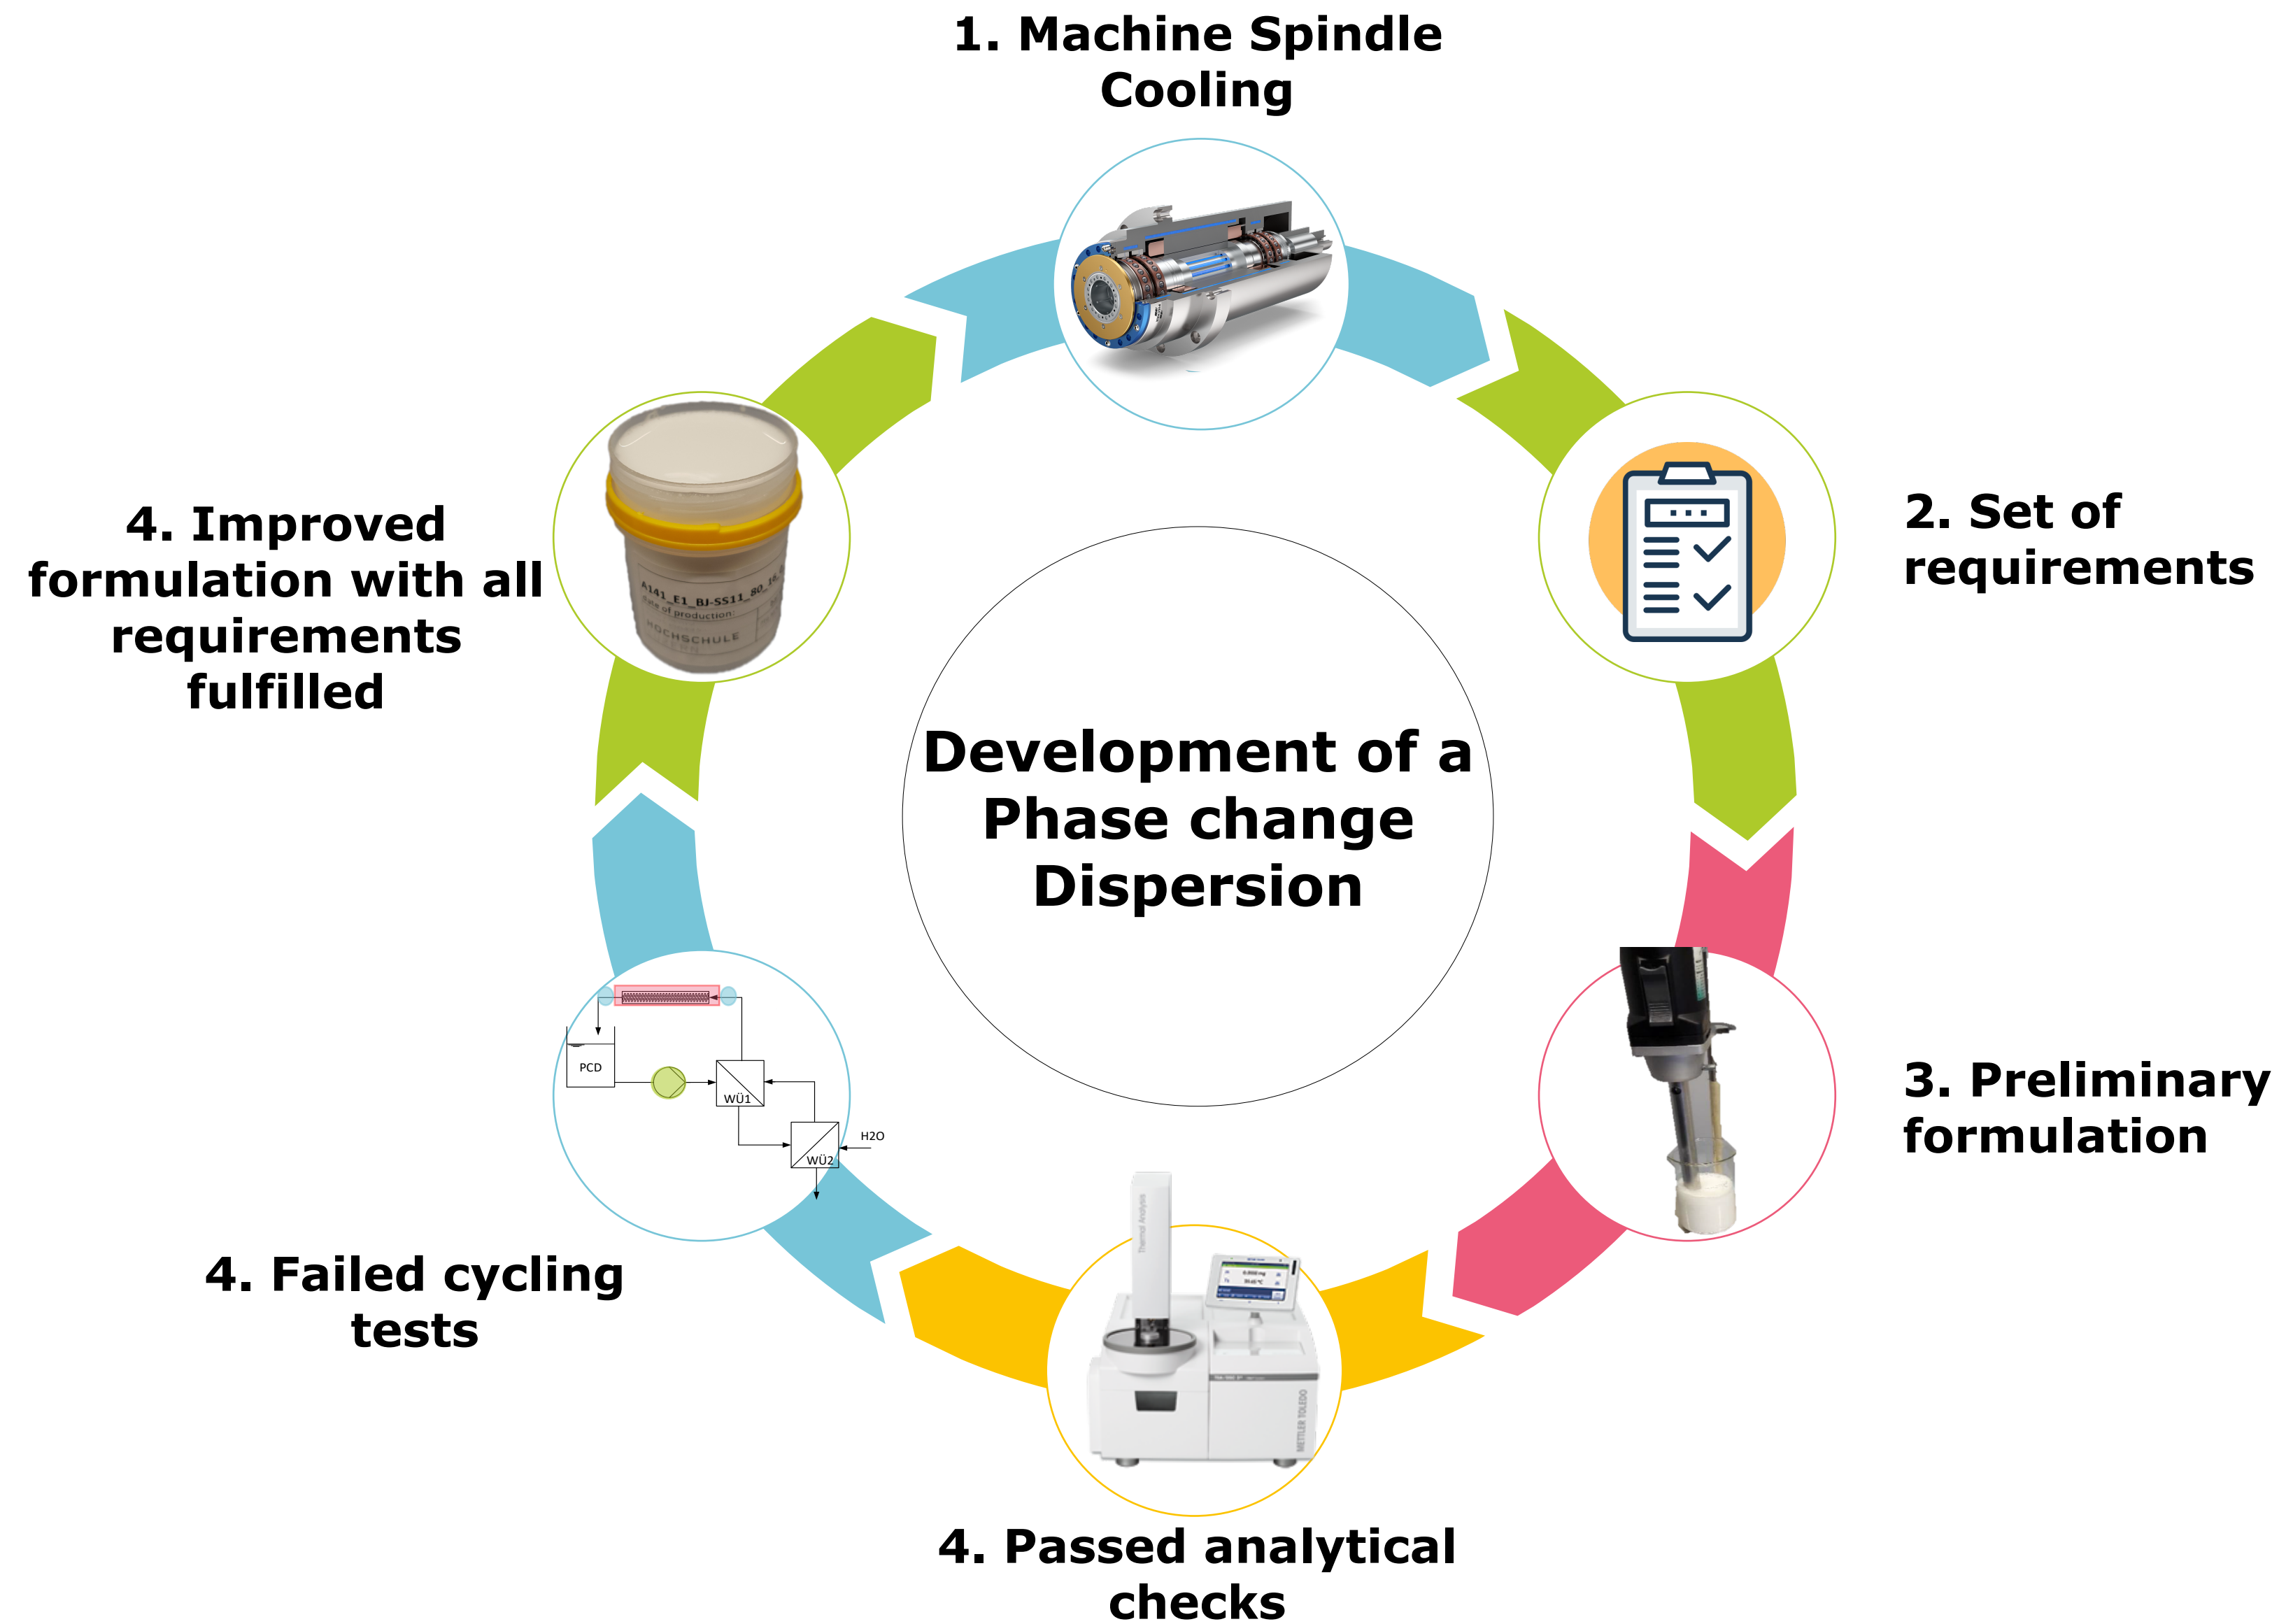 1. Machine Spindle
Cooling
2. Set of
requirements
3. Preliminary
formulation
4. Passed analytical
checks
4. Failed cycling
tests
4. Improved
formulation with all
requirements
fulfilled
Development of a
Phase change
Dispersion
A141_E1_BJ-SS11_80_16_
date of production:
HOCHSCHULE
PCD
WÜ1
WÜ2
H2O
Thermal Analysis
METTLER TOLEDO